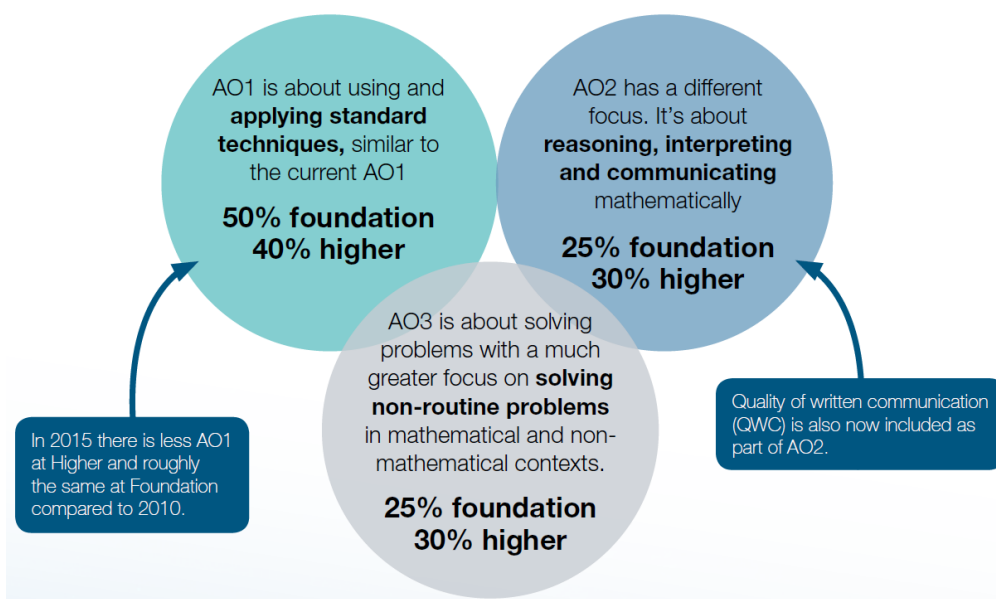 AO1 is about using and
applying standard
techniques, similar to
the current AO1
50% foundation
40% higher
AO2 has a different
focus. It's about
reasoning, interpreting
and communicating
mathematically
25% foundation
30% higher
AO3 is about solving
problems with a much
greater focus on solving
non-routine problems
in mathematical and non-
mathematical contexts.
25% foundation
30% higher
In 2015 there is less AO1
at Higher and roughly
the same at Foundation
compared to 2010.
Quality of written communication
(QWC) is also now included as
part of AO2.